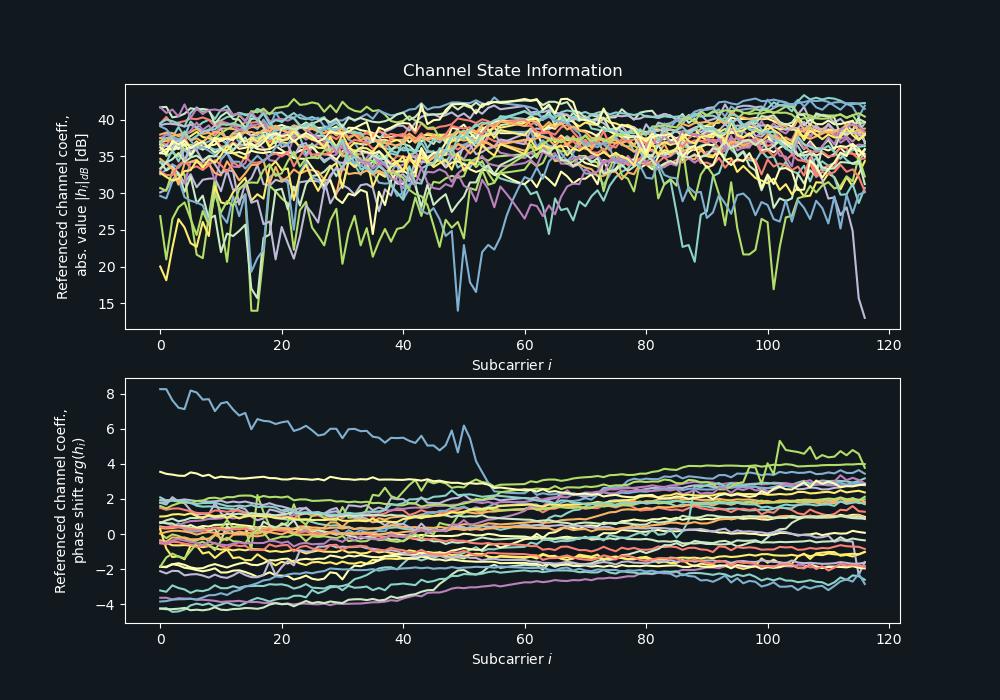 Channel State Information
Referenced channel coeff.,
abs. value |h_i|_dB [dB]
40
35
30
25
20
15
0 20 40 60 80 100 120
Subcarrier i
Referenced channel coeff.,
phase shift arg(h_i)
8
6
4
2
0
−2
−4
0 20 40 60 80 100 120
Subcarrier i